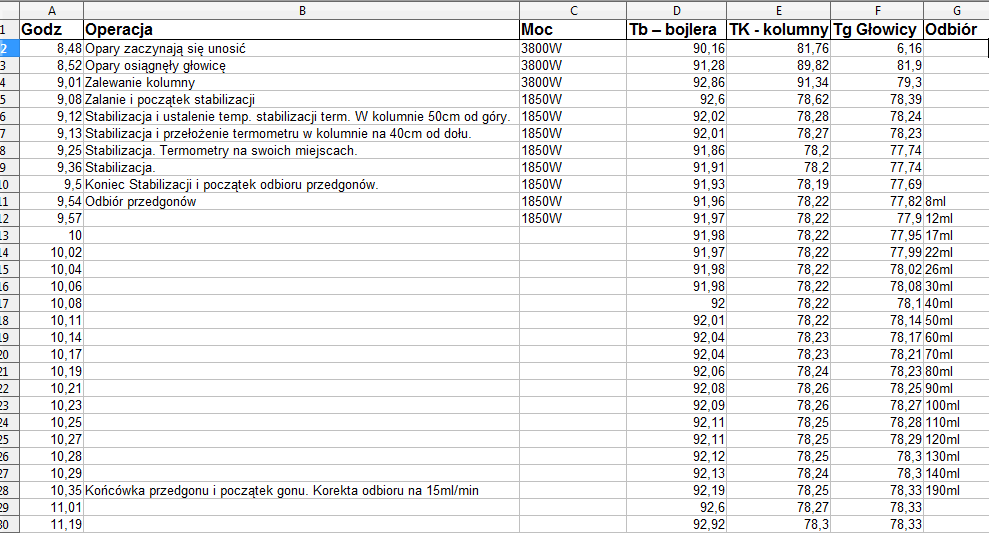 A B C D E F G
1 Godz Operacja Moc Tb – bojlera TK - kolumny Tg Głowicy Odbiór
2 8,48 Opary zaczynają się unosić 3800W 90,16 81,76 6,16
3 8,52 Opary osiągnęły głowicę 3800W 91,28 89,82 81,9
4 9,01 Zalewanie kolumny 3800W 92,86 91,34 79,3
5 9,08 Zalanie i początek stabilizacji 1850W 92,6 78,62 78,39
6 9,12 Stabilizacja i ustalenie temp. stabilizacji term. W kolumnie 50cm od góry. 1850W 92,02 78,28 78,24
7 9,13 Stabilizacja i przełożenie termometru w kolumnie na 40cm od dołu. 1850W 92,01 78,27 78,23
8 9,25 Stabilizacja. Termometry na swoich miejscach. 1850W 91,86 78,2 77,74
9 9,36 Stabilizacja. 1850W 91,91 78,2 77,74
10 9,5 Koniec Stabilizacji i początek odbioru przedgonów. 1850W 91,93 78,19 77,69
11 9,54 Odbiór przedgonów 1850W 91,96 78,22 77,82 8ml
12 9,57 1850W 91,97 78,22 77,9 12ml
13 10 91,98 78,22 77,95 17ml
14 10,02 91,97 78,22 77,99 22ml
15 10,04 91,98 78,22 78,02 26ml
16 10,06 91,98 78,22 78,08 30ml
17 10,08 92 78,22 78,1 40ml
18 10,11 92,01 78,22 78,14 50ml
19 10,14 92,04 78,23 78,17 60ml
20 10,17 92,04 78,23 78,21 70ml
21 10,19 92,06 78,24 78,23 80ml
22 10,21 92,08 78,26 78,25 90ml
23 10,23 92,09 78,26 78,27 100ml
24 10,25 92,11 78,25 78,28 110ml
25 10,27 92,11 78,25 78,29 120ml
26 10,28 92,12 78,25 78,3 130ml
27 10,29 92,13 78,24 78,3 140ml
28 10,35 Końcówka przedgonu i początek gonu. Korekta odbioru na 15ml/min 92,19 78,25 78,33 190ml
29 11,01 92,6 78,27 78,33
30 11,19 92,92 78,3 78,33